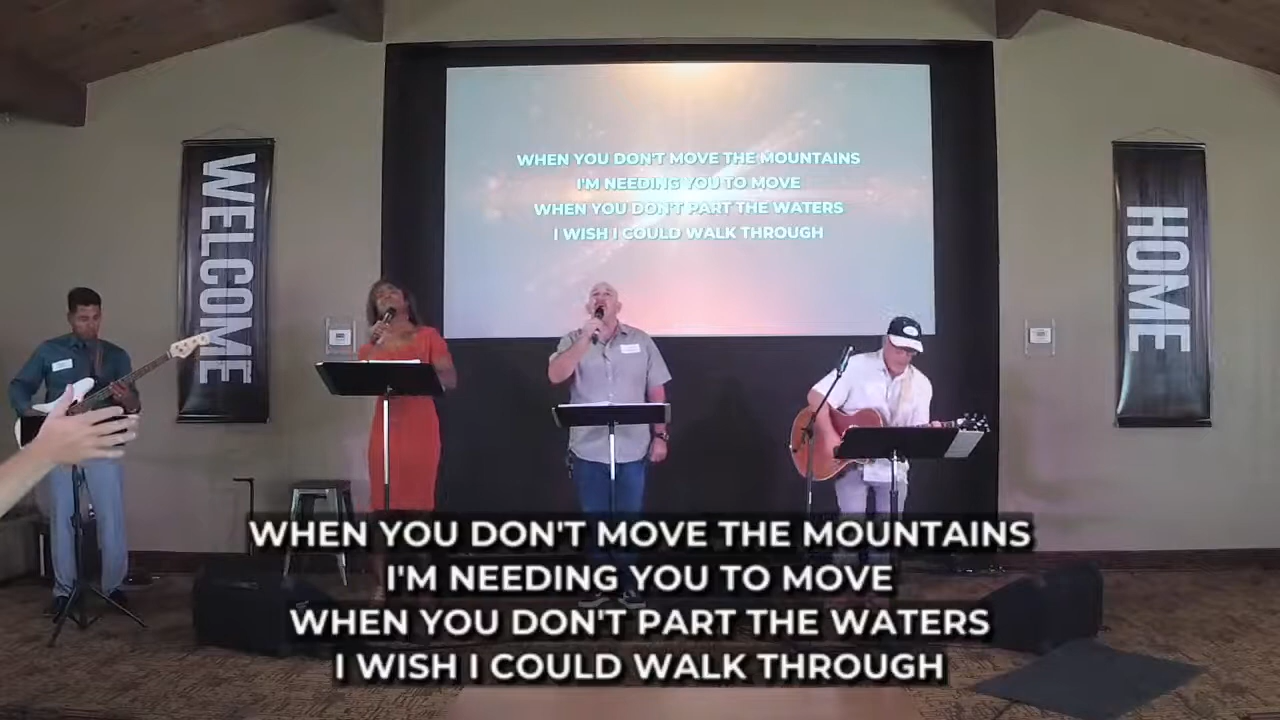 WHEN YOU DON'T MOVE THE MOUNTAINS
I'M NEEDING YOU TO MOVE
WHEN YOU DON'T PART THE WATERS
I WISH I COULD WALK THROUGH
WELCOME
HOME
WHEN YOU DON'T MOVE THE MOUNTAINS
I'M NEEDING YOU TO MOVE
WHEN YOU DON'T PART THE WATERS
I WISH I COULD WALK THROUGH